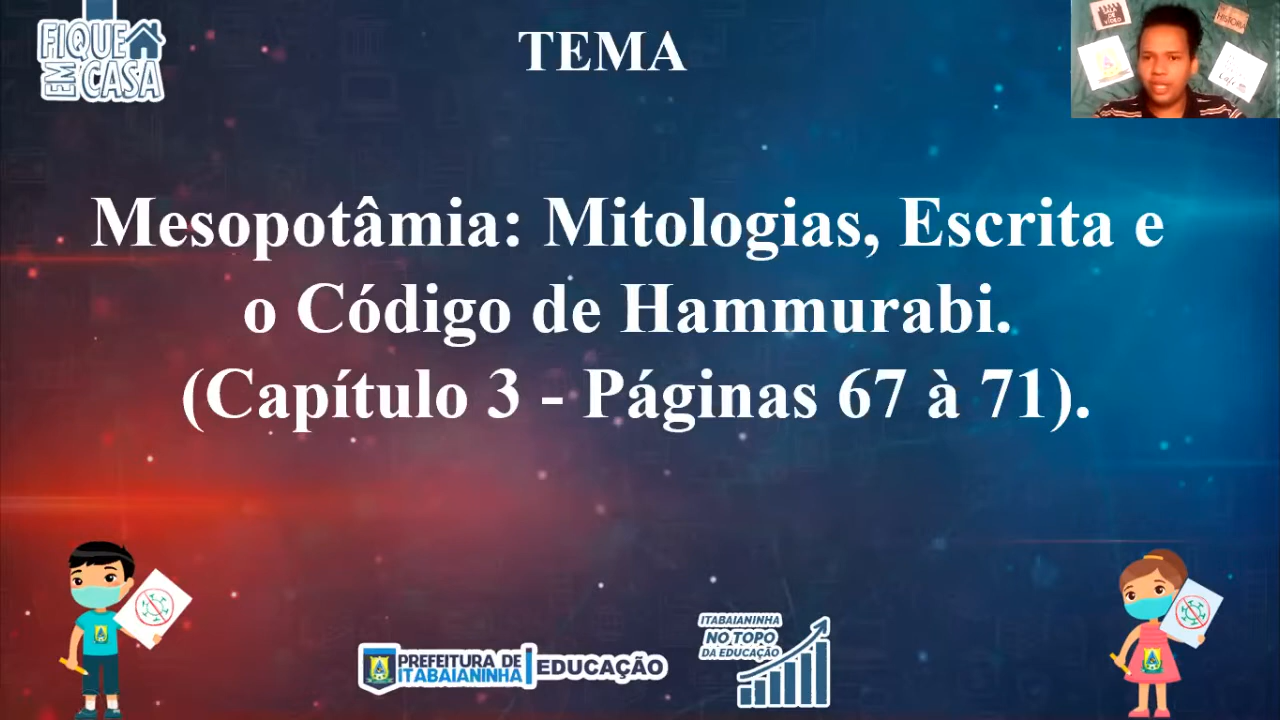 FIQUE
EM CASA
TEMA
Mesopotâmia: Mitologias, Escrita e
o Código de Hammurabi.
(Capítulo 3 - Páginas 67 à 71).
PREFEITURA DE
ITABAIANINHA
EDUCAÇÃO
ITABAIANINHA
NO TOPO
DA EDUCAÇÃO
HISTÓRIA